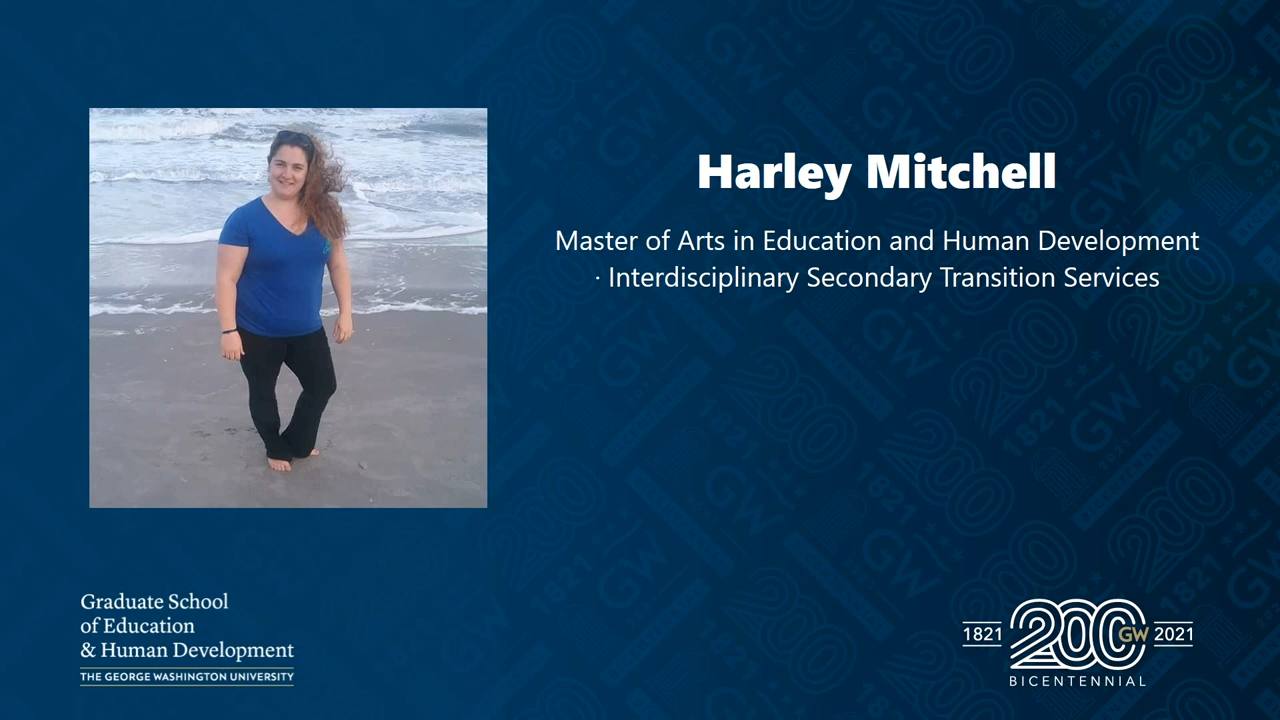 Harley Mitchell
Master of Arts in Education and Human Development
· Interdisciplinary Secondary Transition Services
Graduate School
of Education
& Human Development
THE GEORGE WASHINGTON UNIVERSITY
1821 200 GW 2021
BICENTENNIAL